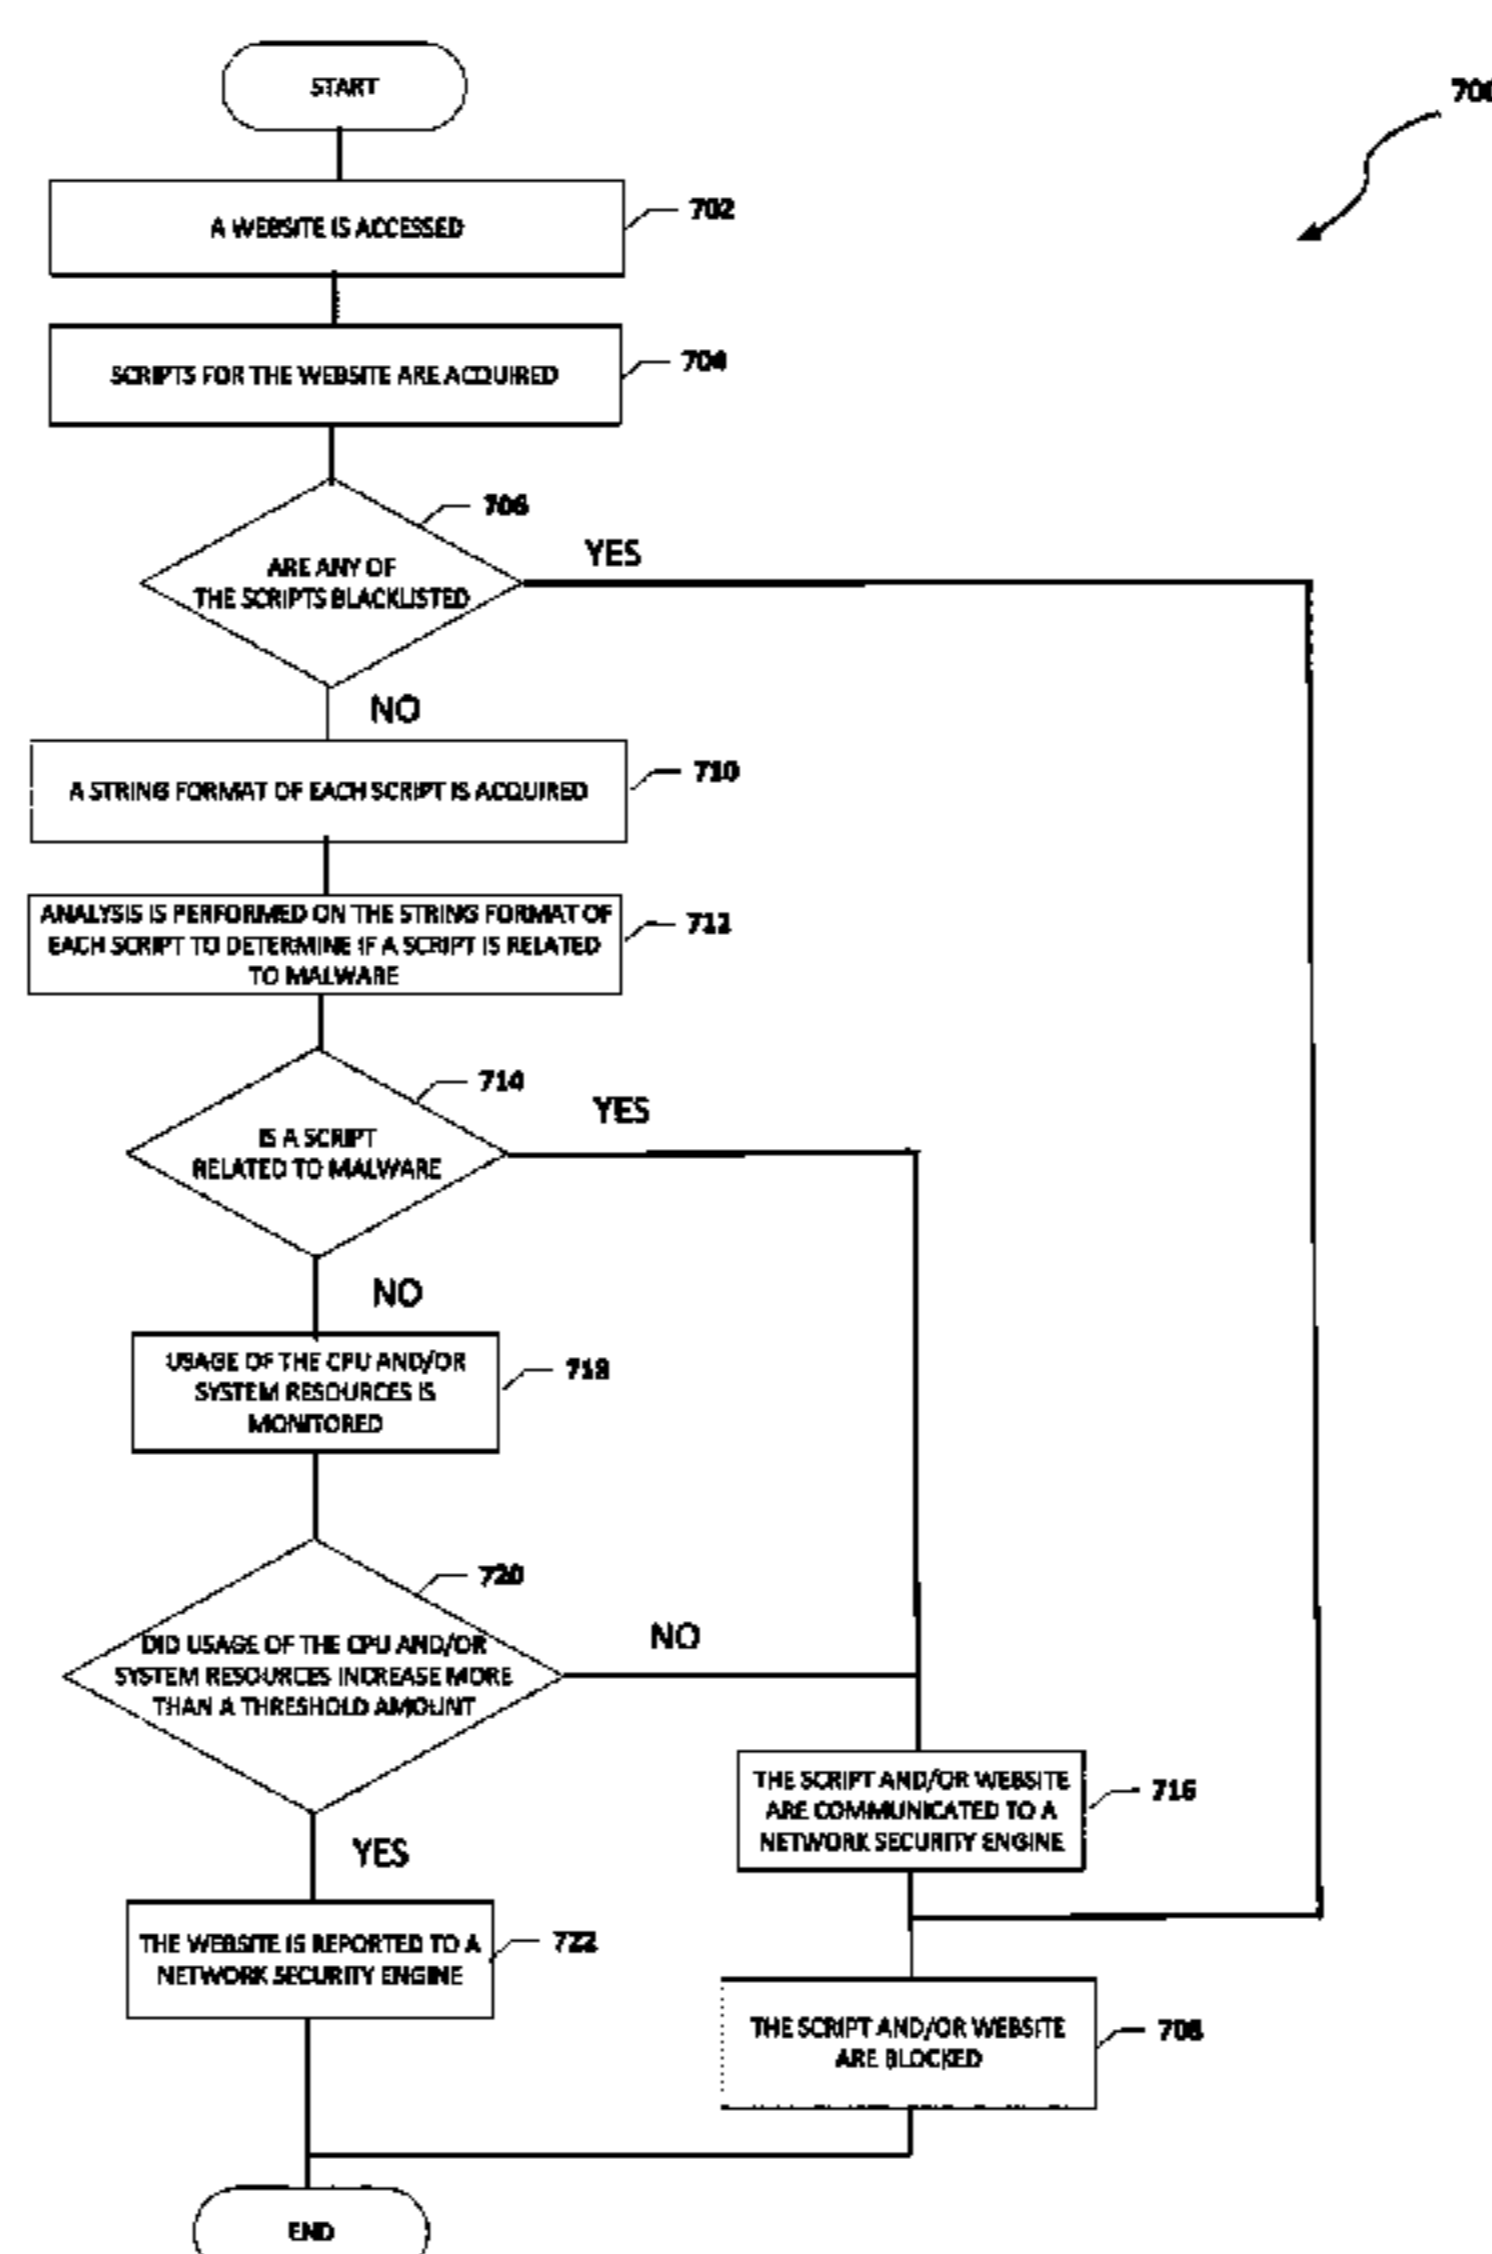 START
700
A WEBSITE IS ACCESSED
702
SCRIPTS FOR THE WEBSITE ARE ACQUIRED
704
706
ARE ANY OF
THE SCRIPTS BLACKLISTED
YES
NO
A STRING FORMAT OF EACH SCRIPT IS ACQUIRED
710
ANALYSIS IS PERFORMED ON THE STRING FORMAT OF
EACH SCRIPT TO DETERMINE IF A SCRIPT IS RELATED
TO MALWARE
712
714
IS A SCRIPT
RELATED TO MALWARE
YES
NO
USAGE OF THE CPU AND/OR
SYSTEM RESOURCES IS
MONITORED
718
720
DID USAGE OF THE CPU AND/OR
SYSTEM RESOURCES INCREASE MORE
THAN A THRESHOLD AMOUNT
NO
YES
THE SCRIPT AND/OR WEBSITE
ARE COMMUNICATED TO A
NETWORK SECURITY ENGINE
716
THE WEBSITE IS REPORTED TO A
NETWORK SECURITY ENGINE
722
THE SCRIPT AND/OR WEBSITE
ARE BLOCKED
708
END